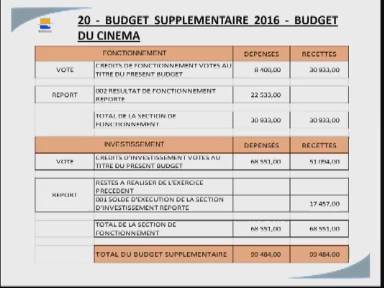 20 - BUDGET SUPPLEMENTAIRE 2016 - BUDGET
DU CINEMA
FONCTIONNEMENT DEPENSES RECETTES
VOTE CREDITS DE FONCTIONNEMENT VOTES AU
TITRE DU PRESENT BUDGET 8 400,00 30 933,00
REPORT 002 RESULTAT DE FONCTIONNEMENT
REPORTE 22 533,00
TOTAL DE LA SECTION DE
FONCTIONNEMENT 30 933,00 30 933,00
INVESTISSEMENT DEPENSES RECETTES
VOTE CREDITS D'INVESTISSEMENT VOTES AU
TITRE DU PRESENT BUDGET 68 551,00 51 094,00
REPORT RESTES A REALISER DE L'EXERCICE
PRECEDENT
001 SOLDE D'EXECUTION DE LA SECTION
D'INVESTISSEMENT REPORTE 17 457,00
TOTAL DE LA SECTION DE
FONCTIONNEMENT 68 551,00 68 551,00
TOTAL DU BUDGET SUPPLEMENTAIRE 99 484,00 99 484,00